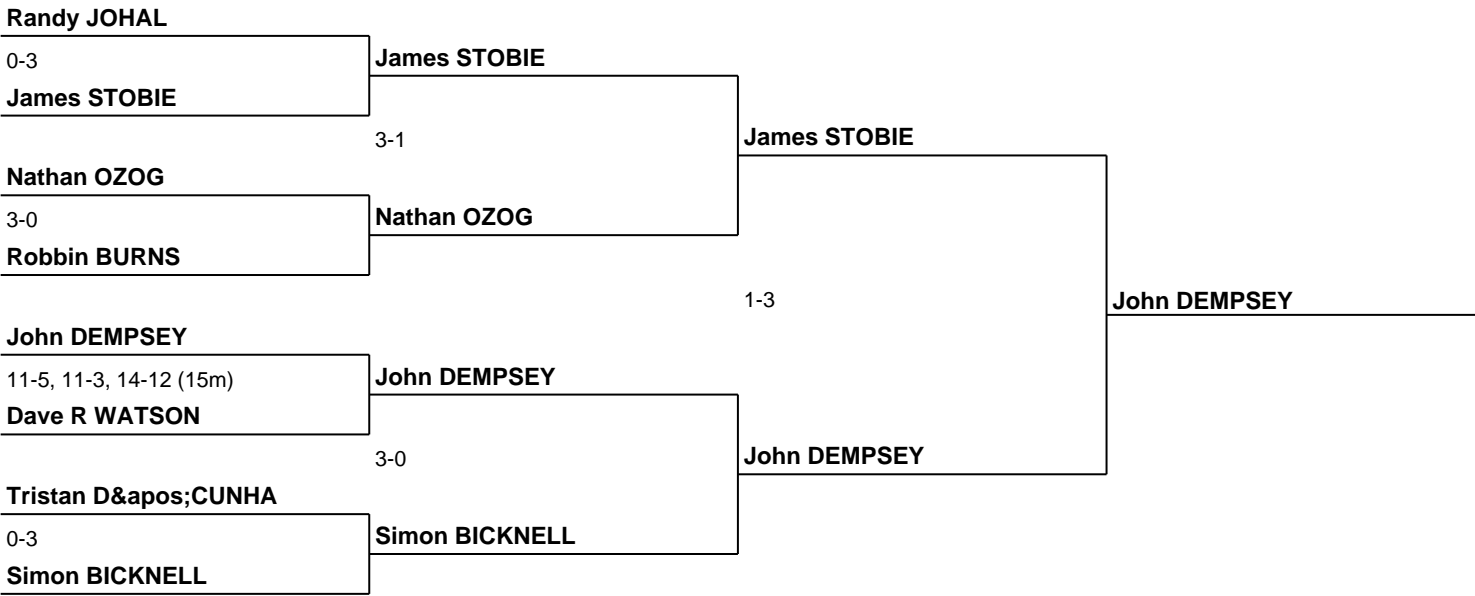 Randy JOHAL
0-3
James STOBIE
James STOBIE
3-1
James STOBIE
Nathan OZOG
3-0
Nathan OZOG
Robbin BURNS
1-3
John DEMPSEY
John DEMPSEY
11-5, 11-3, 14-12 (15m)
John DEMPSEY
Dave R WATSON
3-0
John DEMPSEY
Tristan D&apos;CUNHA
0-3
Simon BICKNELL
Simon BICKNELL